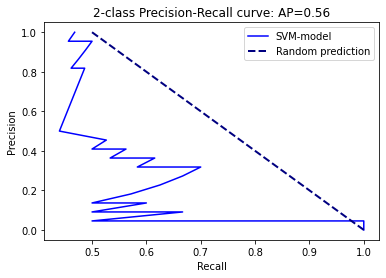 2-class Precision-Recall curve: AP=0.56
SVM-model
Random prediction
Precision
1.0
0.8
0.6
0.4
0.2
0.0
0.5 0.6 0.7 0.8 0.9 1.0
Recall